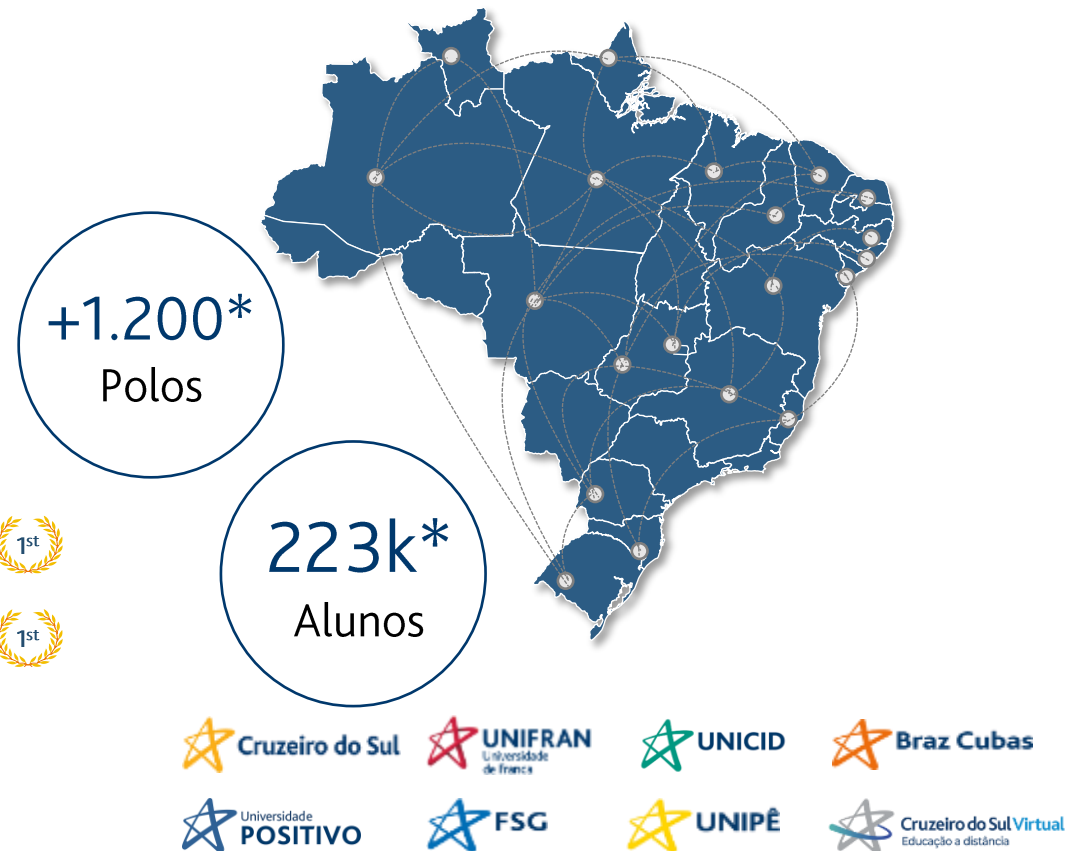 +1.200*
Polos
223k*
Alunos
1st
1st
Cruzeiro do Sul
UNIFRAN
Universidade
de Franca
UNICID
Braz Cubas
Universidade
POSITIVO
FSG
UNIPÊ
Cruzeiro do Sul Virtual
Educação a distância